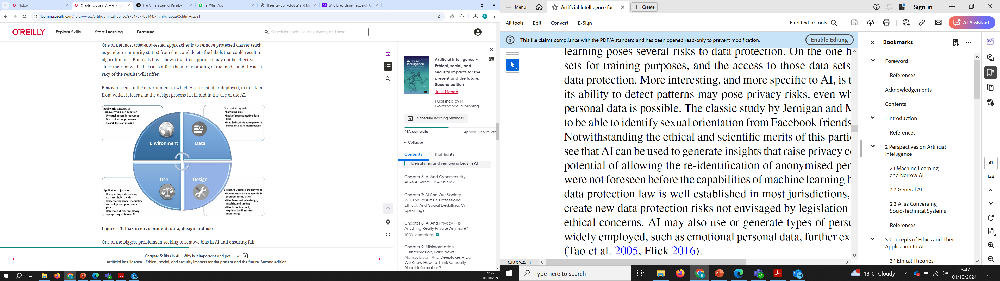 History
Chapter 5: Bias in AI – Why is it
The AI Transparency Paradox
(2) WhatsApp
Three Laws of Robotics' and Ma
Who Killed Elaine Herzberg?. U
learning.oreilly.com/library/view/artificial-intelligence/9781787785144/xhtml/chapter05.html#sec21
O'REILLY
Explore Skills
Start Learning
Featured
Search for books, courses, events, and more
One of the most tried-and-tested approaches is to remove protected classes (such
as gender or minority status) from data, and delete the labels that could result in
algorithm bias. But trials have shown that this approach may not be effective,
since the removed labels also affect the understanding of the model and the accu-
racy of the results will suffer.
Bias can occur in the environment in which AI is created or deployed, in the data
from which it learns, in the design process itself, and in the use of the AI.
Real world patterns of
inequality & discrimination
•Unequal access & resources
•Discriminatory processes
•Biased decision making
Discriminatory data
•Sampling bias
•Lack of representative data
sets
•Bias & discrimination patterns
baked into data distributions
Environment
Data
Use
Design
Application Injustices
•Disregarding & deepening
existing digital divides
•Exacerbating global inequality
and rich-poor opportunity
gaps
•Hazardous & discriminatory
repurposing of biased AI
Biased AI Design & Deployment
•Power imbalance in agenda &
problem formulation
•Bias & exclusion in design,
models, and testing
•Bias in deployment,
explanation & system
monitoring
Figure 5-1: Bias in environment, data, design and use
One of the biggest problems in seeking to remove bias in AI and ensuring fair-
Chapter 5: Bias in AI – Why is it important and pot...
Artificial Intelligence - Ethical, social, and security impacts for the present and the future, Second edition
Artificial
Intelligence
Artificial Intelligence -
Ethical, social, and
security impacts for the
present and the future,
Second edition
Julie Mehan
Published by IT
Governance Publishing
Schedule learning reminder
48% complete
Approx. 3 hours left
Collapse
Contents
Highlights
Identifying and removing bias in AI
Chapter 6: AI And Cybersecurity –
AI As A Sword Or A Shield?
Chapter 7: AI And Our Society –
Will The Result Be Professional,
Ethical, And Social Deskilling, Or
Upskilling?
Chapter 8: AI And Privacy – Is
Anything Really Private Anymore?
100% complete
Chapter 9: Misinformation,
Disinformation, Fake News,
Manipulation, And Deepfakes – Do
We Know How To Think Critically
About Information?
15:47
01/10/2024
Menu
Artificial Intelligence for...
Create
Sign in
All tools
Edit
Convert
E-Sign
Find text or tools
AI Assistant
This file claims compliance with the PDF/A standard and has been opened read-only to prevent modification.
Enable Editing
learning poses several risks to data protection. On the one h
sets for training purposes, and the access to those data sets
data protection. More interesting, and more specific to AI, is t
its ability to detect patterns may pose privacy risks, even wh
personal data is possible. The classic study by Jernigan and M
to be able to identify sexual orientation from Facebook friends
Notwithstanding the ethical and scientific merits of this parti
see that AI can be used to generate insights that raise privacy c
potential of allowing the re-identification of anonymised per
were not foreseen before the capabilities of machine learning b
data protection law is well established in most jurisdictions,
create new data protection risks not envisaged by legislation
ethical concerns. AI may also use or generate types of perso
widely employed, such as emotional personal data, further ex
(Tao et al. 2005, Flick 2016).
6.10 x 9.25 in
Bookmarks
Foreword
References
Acknowledgements
Contents
1 Introduction
References
2 Perspectives on Artificial
Intelligence
2.1 Machine Learning
and Narrow AI
2.2 General AI
2.3 AI as Converging
Socio-Technical Systems
References
3 Concepts of Ethics and Their
Application to AI
3.1 Ethical Theories
41
128
Type here to search
18°C Cloudy
15:47
01/10/2024